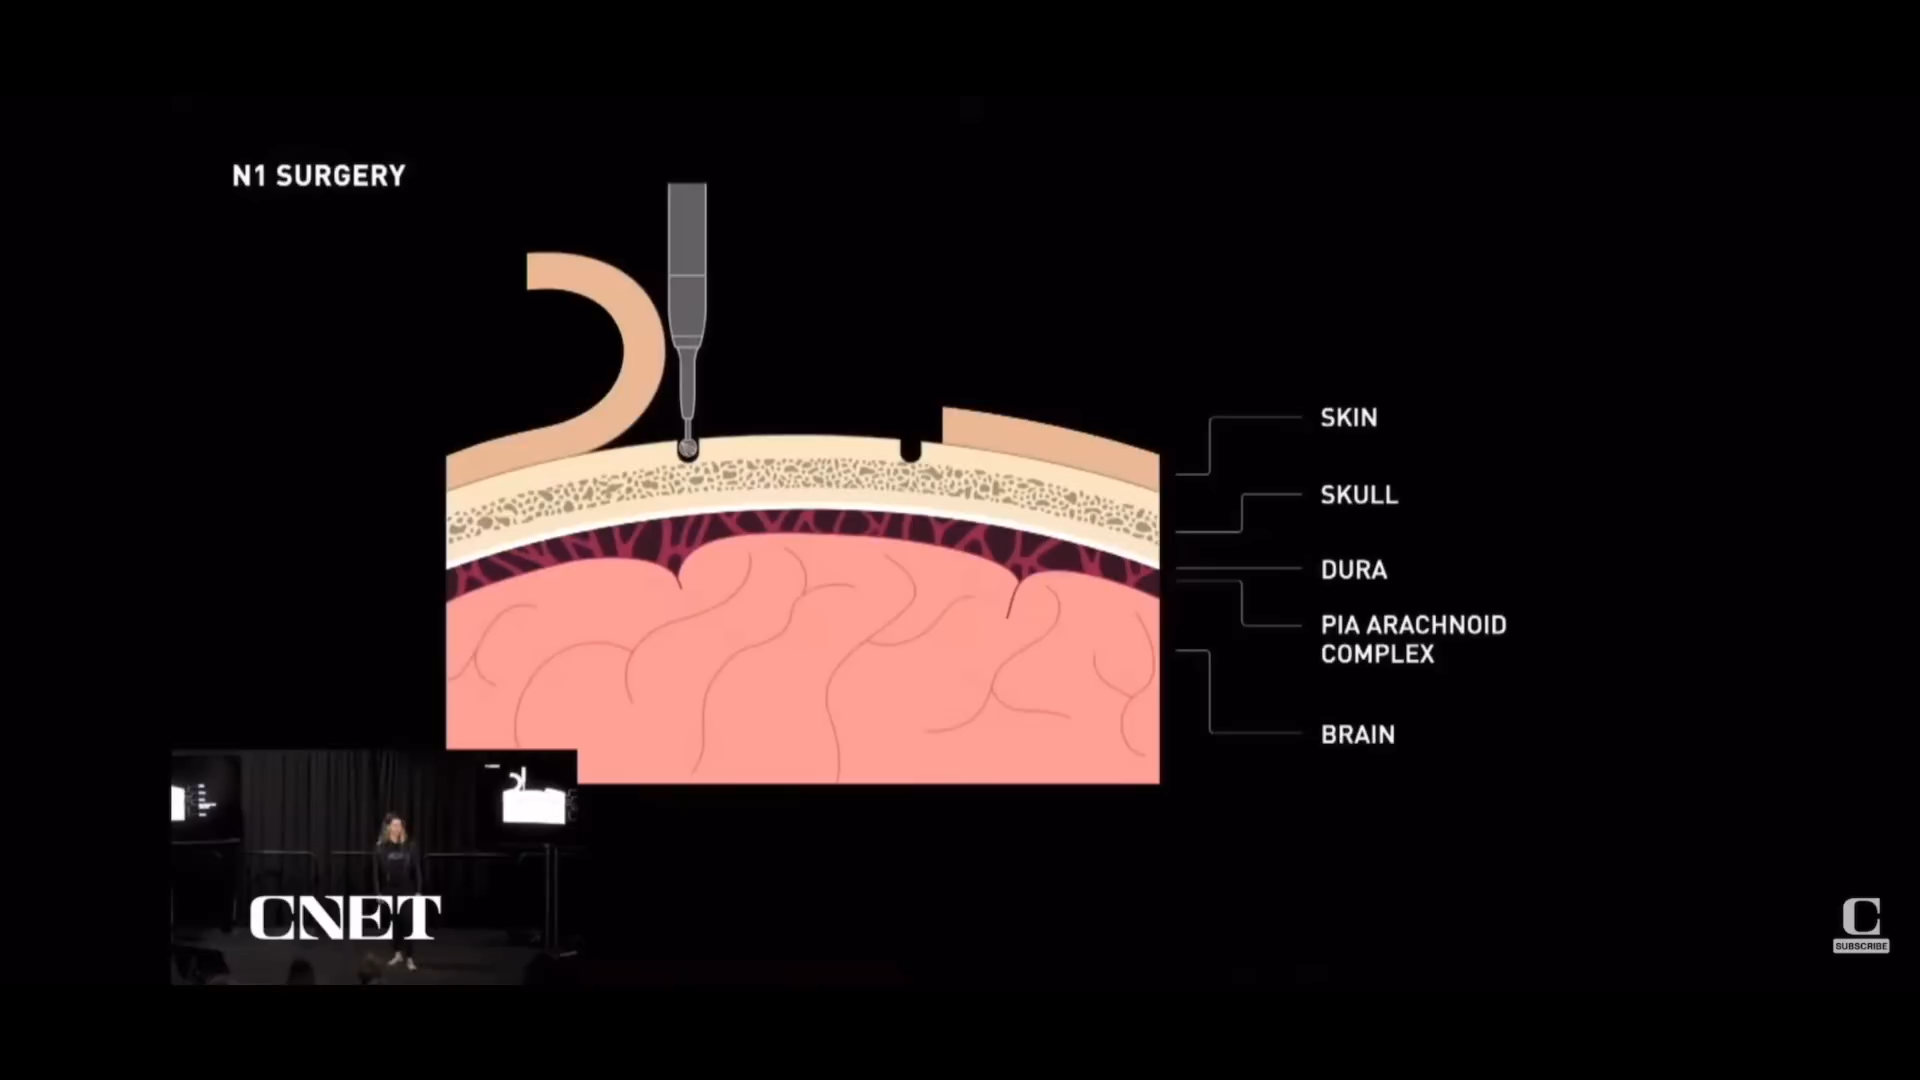 N1 SURGERY
SKIN
SKULL
DURA
PIA ARACHNOID
COMPLEX
BRAIN
CNET
C
SUBSCRIBE